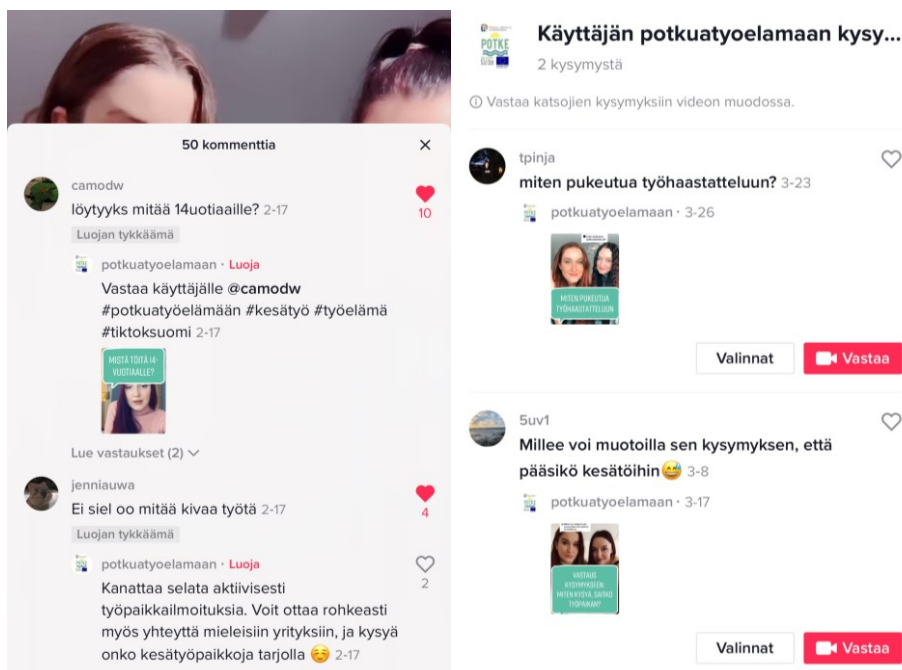 50 kommenttia
camodw
löytyyks mitää 14uotiaaille? 2-17
10
Luojan tykkäämä
potkuatyoelamaan · Luoja
Vastaa käyttäjälle @camodw
#potkuatyöelämään #kesätyö #työelämä
#tiktoksuomi 2-17
MISTÄ TÖITÄ 14-
VUOTIAALLE?
Lue vastaukset (2)
jenniauwa
Ei siel oo mitää kivaa työtä 2-17
4
Luojan tykkäämä
potkuatyoelamaan · Luoja
2
Kanattaa selata aktiivisesti
työpaikkailmoituksia. Voit ottaa rohkeasti
myös yhteyttä mieleisiin yrityksiin, ja kysyä
onko kesätyöpaikkoja tarjolla 😊 2-17
POTKE
Käyttäjän potkuatyoelamaan kysy...
2 kysymystä
Vastaa katsojien kysymyksiin videon muodossa.
tpinja
miten pukeutua työhaastatteluun? 3-23
potkuatyoelamaan · 3-26
MITEN PUKEUTUA
TYÖHAASTATTELUUN
Valinnat
Vastaa
5uv1
Millee voi muotoilla sen kysymyksen, että
pääsikö kesätöihin😅 3-8
potkuatyoelamaan · 3-17
VASTAUS
KYSYMYKSEEN:
MITEN KYSYÄ, SAITKO
TYÖPAIKAN?
Valinnat
Vastaa